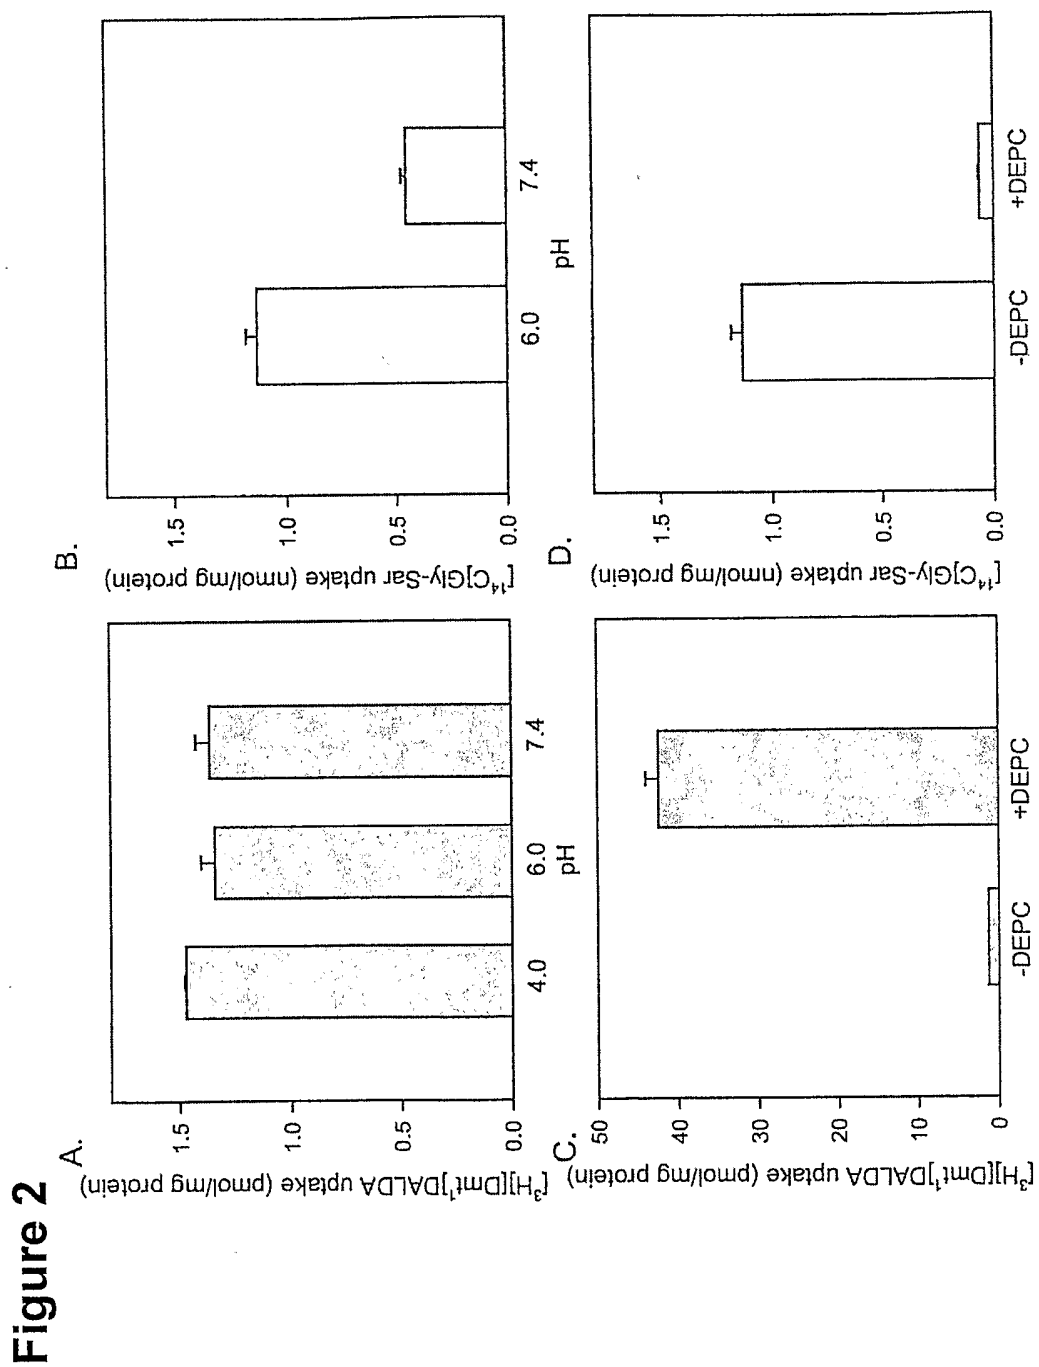 Figure 2
A.
[³H][Dmt¹]DALDA uptake (pmol/mg protein)
1.5
1.0
0.5
0.0
4.0
6.0
7.4
pH
B.
[¹⁴C]Gly-Sar uptake (nmol/mg protein)
1.5
1.0
0.5
0.0
6.0
7.4
pH
C.
[³H][Dmt¹]DALDA uptake (pmol/mg protein)
50
40
30
20
10
0
-DEPC
+DEPC
D.
[¹⁴C]Gly-Sar uptake (nmol/mg protein)
1.5
1.0
0.5
0.0
-DEPC
+DEPC